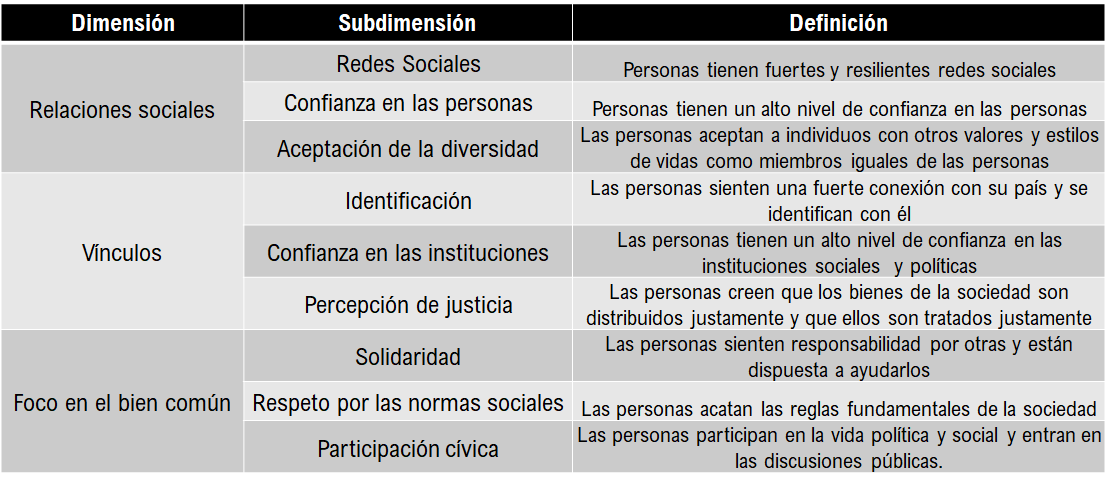 Dimensión Subdimensión Definición
Relaciones sociales
Redes Sociales
Personas tienen fuertes y resilientes redes sociales
Confianza en las personas
Personas tienen un alto nivel de confianza en las personas
Aceptación de la diversidad
Las personas aceptan a individuos con otros valores y estilos
de vidas como miembros iguales de las personas
Vínculos
Identificación
Las personas sienten una fuerte conexión con su país y se
identifican con él
Confianza en las instituciones
Las personas tienen un alto nivel de confianza en las
instituciones sociales y políticas
Percepción de justicia
Las personas creen que los bienes de la sociedad son
distribuidos justamente y que ellos son tratados justamente
Foco en el bien común
Solidaridad
Las personas sienten responsabilidad por otras y están
dispuesta a ayudarlos
Respeto por las normas sociales
Las personas acatan las reglas fundamentales de la sociedad
Participación cívica
Las personas participan en la vida política y social y entran en
las discusiones públicas.